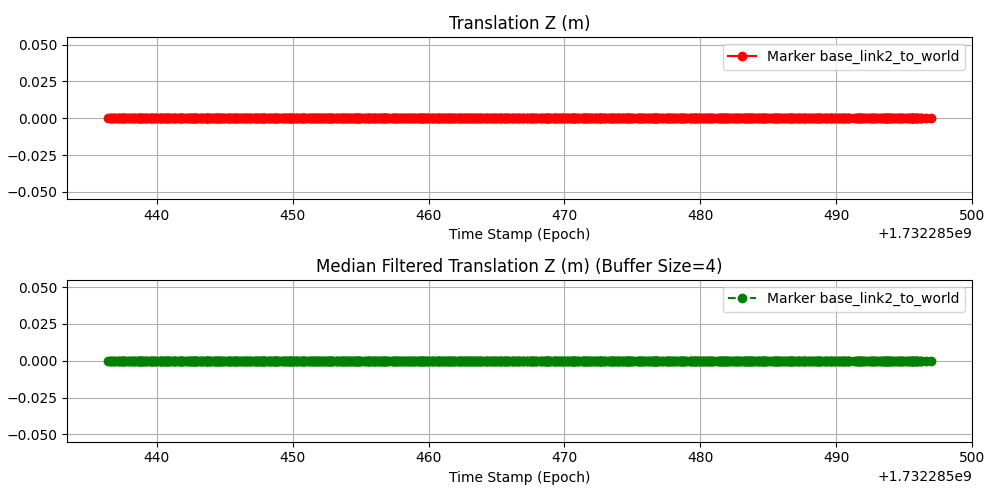 Translation Z (m)
Marker base_link2_to_world
0.050
0.025
0.000
−0.025
−0.050
440 450 460 470 480 490 500
Time Stamp (Epoch)
+1.732285e9
Median Filtered Translation Z (m) (Buffer Size=4)
Marker base_link2_to_world
0.050
0.025
0.000
−0.025
−0.050
440 450 460 470 480 490 500
Time Stamp (Epoch)
+1.732285e9